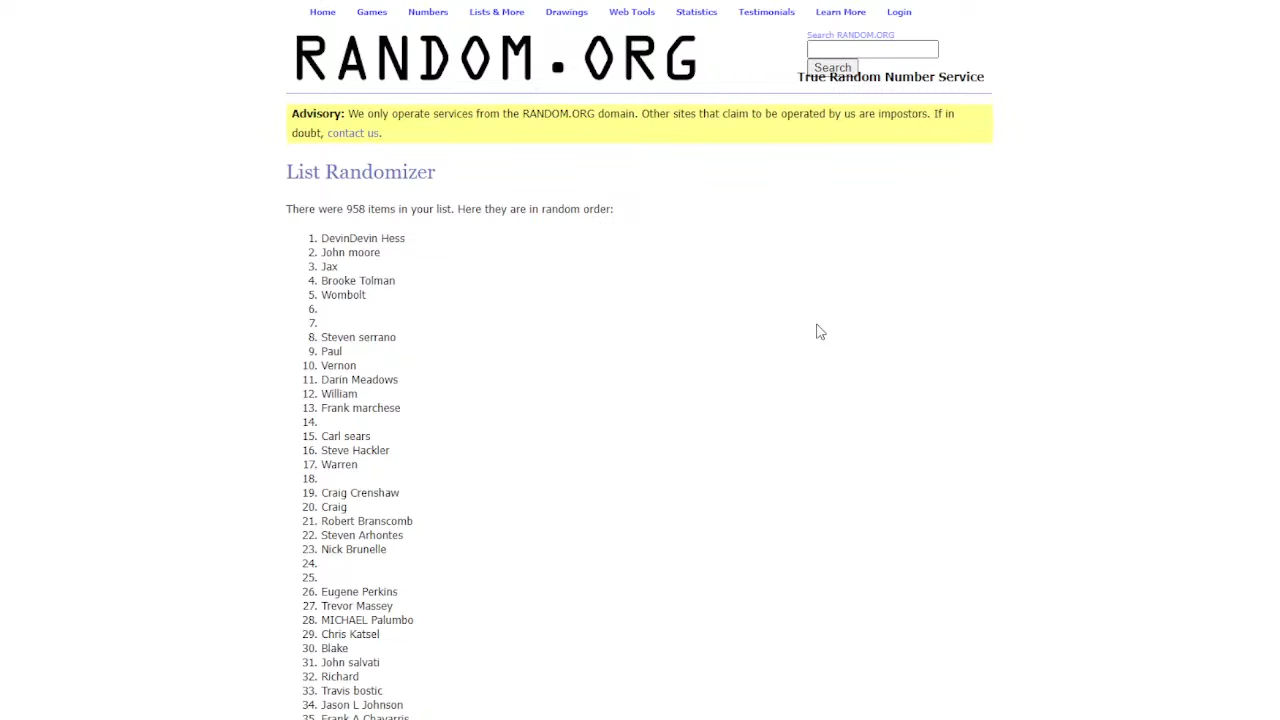 Home Games Numbers Lists & More Drawings Web Tools Statistics Testimonials Learn More Login
RANDOM.ORG
Search RANDOM.ORG
Search
True Random Number Service
Advisory: We only operate services from the RANDOM.ORG domain. Other sites that claim to be operated by us are impostors. If in
doubt, contact us.
List Randomizer
There were 958 items in your list. Here they are in random order:
1. DevinDevin Hess
2. John moore
3. Jax
4. Brooke Tolman
5. Wombolt
6.
7.
8. Steven serrano
9. Paul
10. Vernon
11. Darin Meadows
12. William
13. Frank marchese
14.
15. Carl sears
16. Steve Hackler
17. Warren
18.
19. Craig Crenshaw
20. Craig
21. Robert Branscomb
22. Steven Arhontes
23. Nick Brunelle
24.
25.
26. Eugene Perkins
27. Trevor Massey
28. MICHAEL Palumbo
29. Chris Katsel
30. Blake
31. John salvati
32. Richard
33. Travis bostic
34. Jason L Johnson
35. Frank A Chavarris